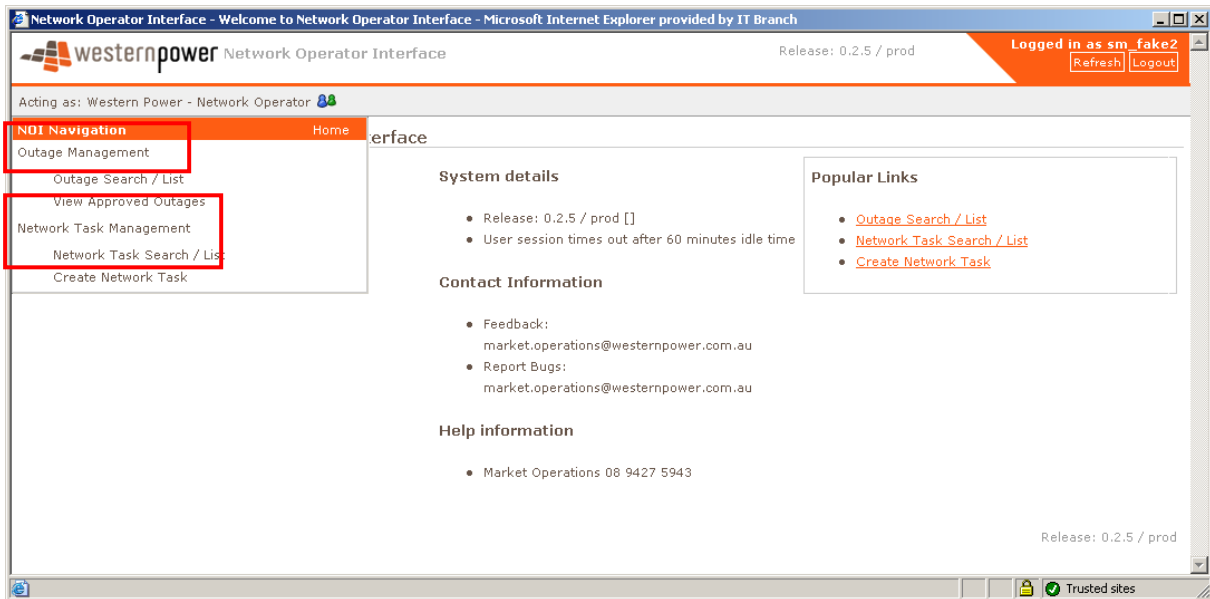 Network Operator Interface - Welcome to Network Operator Interface - Microsoft Internet Explorer provided by IT Branch
westernpower Network Operator Interface
Release: 0.2.5 / prod
Logged in as sm_fake2
Refresh Logout
Acting as: Western Power - Network Operator
NOI Navigation Home
erface
Outage Management
Outage Search / List
View Approved Outages
Network Task Management
Network Task Search / List
Create Network Task
System details
• Release: 0.2.5 / prod []
• User session times out after 60 minutes idle time
Contact Information
• Feedback:
market.operations@westernpower.com.au
• Report Bugs:
market.operations@westernpower.com.au
Help information
• Market Operations 08 9427 5943
Popular Links
• Outage Search / List
• Network Task Search / List
• Create Network Task
Release: 0.2.5 / prod
Trusted sites